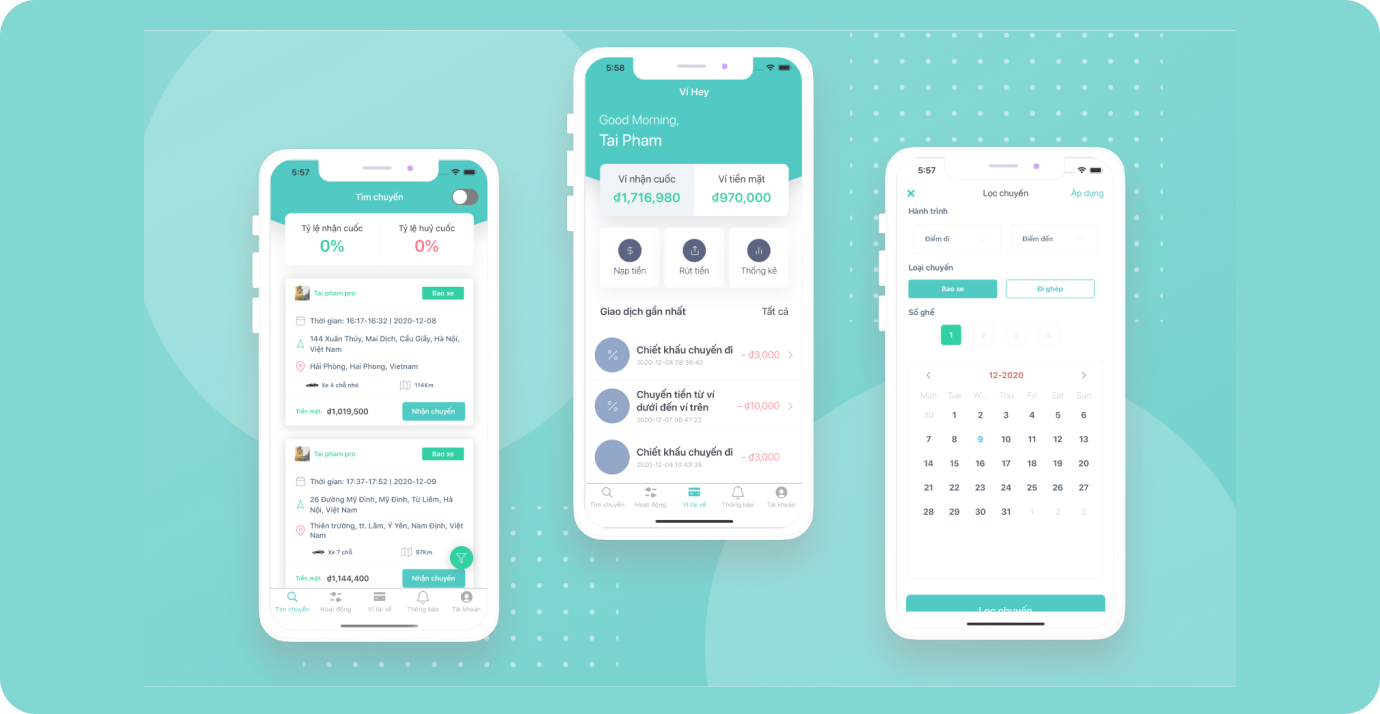 5:57
Tìm chuyến
Tỷ lệ nhận cuốc
Tỷ lệ huỷ cuốc
0%
0%
Tai pham pro
Bao xe
Thời gian: 16:17-16:32 | 2020-12-08
144 Xuân Thủy, Mai Dịch, Cầu Giấy, Hà Nội,
Việt Nam
Hải Phòng, Hai Phong, Vietnam
Xe 4 chỗ nhỏ
114Km
Tiền mặt: ₫1,019,500
Nhận chuyến
Tai pham pro
Bao xe
Thời gian: 17:37-17:52 | 2020-12-09
26 Đường Mỹ Đình, Mỹ Đình, Từ Liêm, Hà
Nội, Việt Nam
Thiên trường, tt. Lâm, Ý Yên, Nam Định, Việt
Nam
Xe 7 chỗ
97Km
Tiền mặt: ₫1,144,400
Nhận chuyến
Tìm chuyến
Hoạt động
Ví tài xế
Thông báo
Tài khoản
5:58
Ví Hey
Good Morning,
Tai Pham
Ví nhận cuốc
Ví tiền mặt
₫1,716,980
₫970,000
Nạp tiền
Rút tiền
Thống kê
Giao dịch gần nhất
Tất cả
Chiết khấu chuyến đi
2020-12-08 08:36:40
- ₫3,000
Chuyển tiền từ ví
dưới đến ví trên
2020-12-07 08:47:22
- ₫10,000
Chiết khấu chuyến đi
2020-12-04 10:43:38
- ₫3,000
Tìm chuyến
Hoạt động
Ví tài xế
Thông báo
Tài khoản
5:57
Lọc chuyến
Áp dụng
Hành trình
Điểm đi
Điểm đến
Loại chuyến
Bao xe
Đi ghép
Số ghế
1 2 3 4
12-2020
Mon Tue W... Thu Fri Sat Sun
30 1 2 3 4 5 6
7 8 9 10 11 12 13
14 15 16 17 18 19 20
21 22 23 24 25 26 27
28 29 30 31 1 2 3
Lọc chuyến